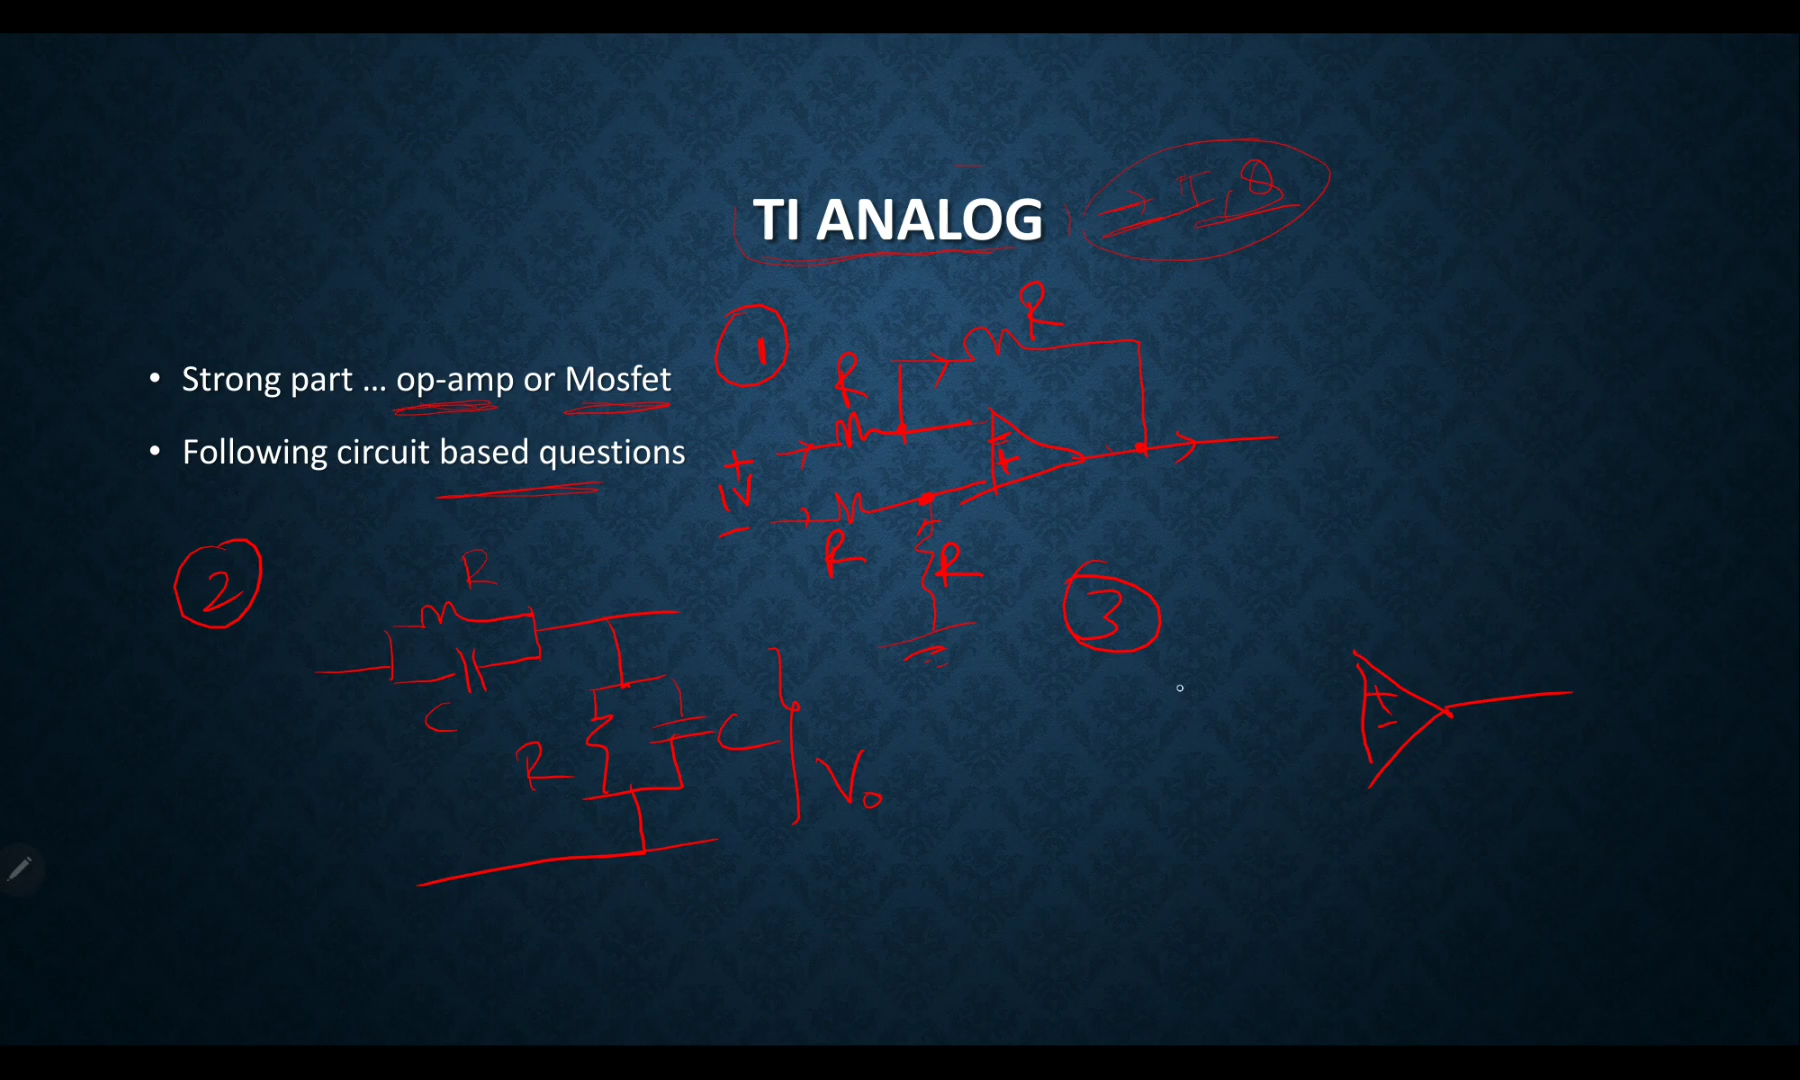 TI ANALOG
→ I, Q
• Strong part ... op-amp or Mosfet
• Following circuit based questions
1
R
R
+
1V
-
R
R
-
+
2
R
C
R
C
V₀
3
+
-